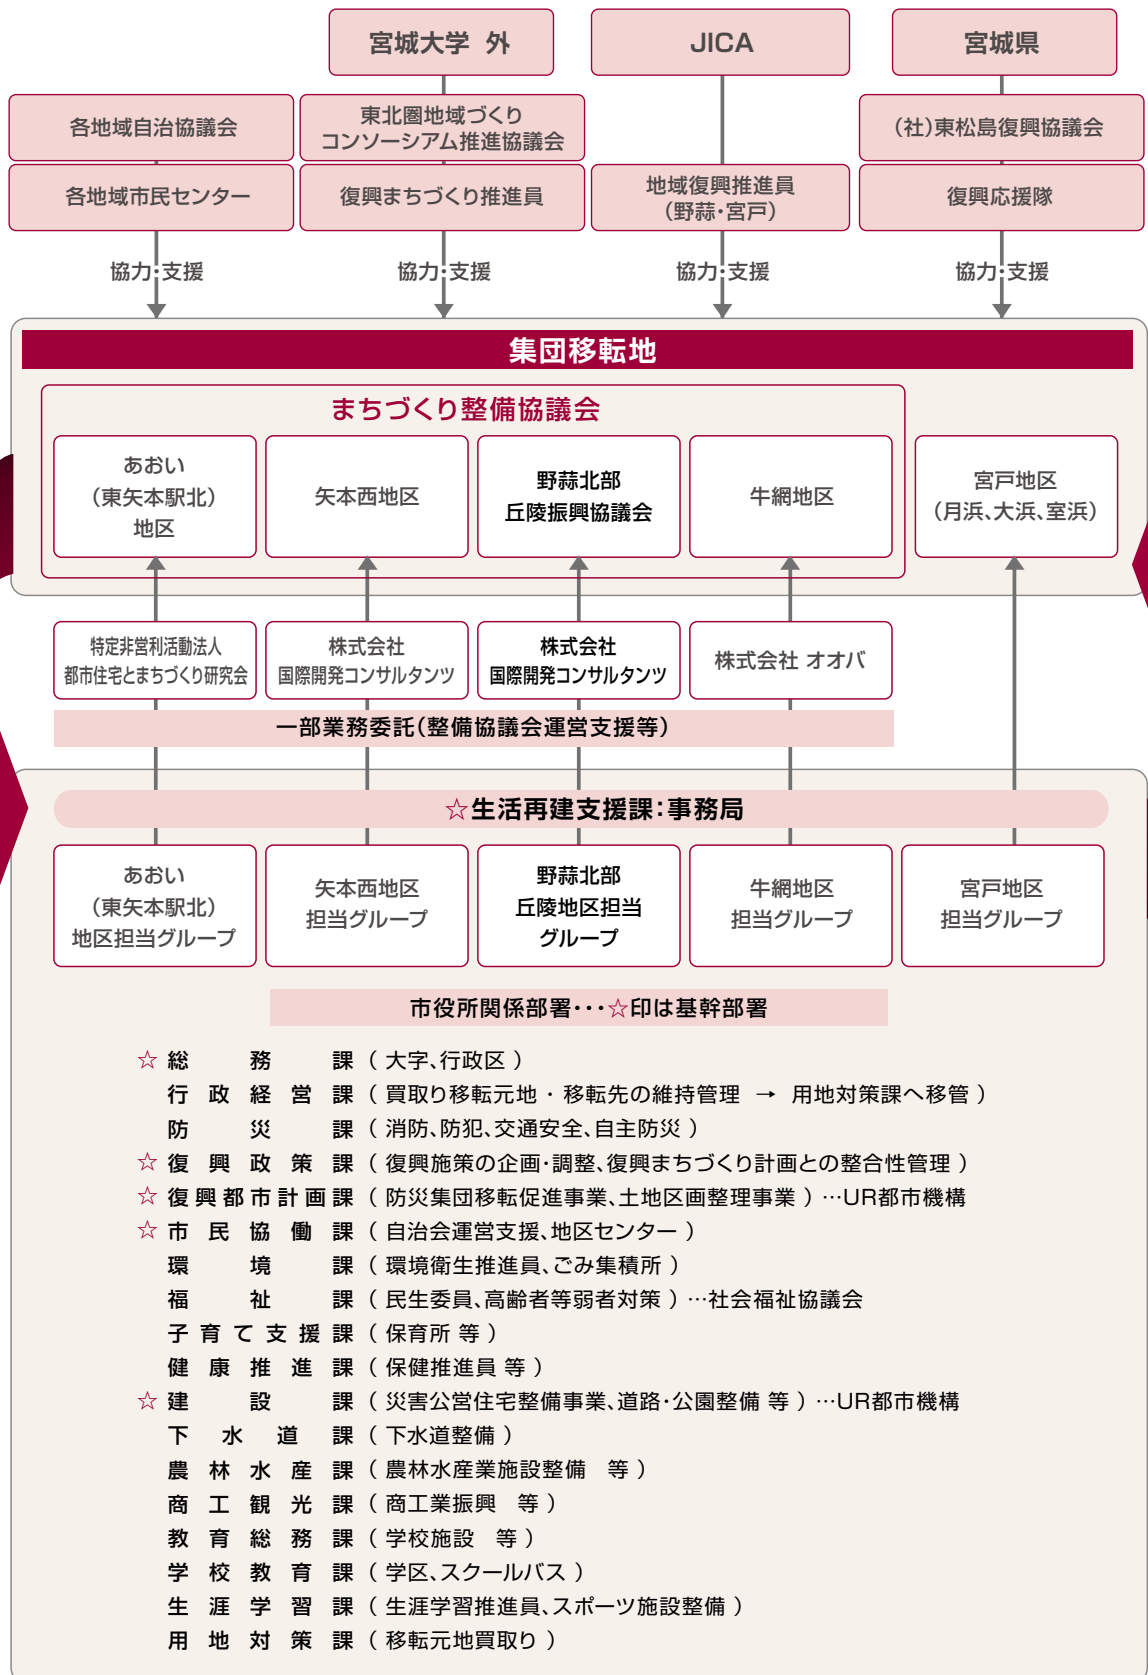 宮城大学 外
JICA
宮城県
各地域自治協議会
東北圏地域づくり
コンソーシアム推進協議会
(社)東松島復興協議会
各地域市民センター
復興まちづくり推進員
地域復興推進員
(野蒜・宮戸)
復興応援隊
協力・支援
協力・支援
協力・支援
協力・支援
集団移転地
まちづくり整備協議会
あおい
(東矢本駅北)
地区
矢本西地区
野蒜北部
丘陵振興協議会
牛網地区
宮戸地区
(月浜、大浜、室浜)
特定非営利活動法人
都市住宅とまちづくり研究会
株式会社
国際開発コンサルタンツ
株式会社
国際開発コンサルタンツ
株式会社 オオバ
一部業務委託(整備協議会運営支援等)
☆生活再建支援課:事務局
あおい
(東矢本駅北)
地区担当グループ
矢本西地区
担当グループ
野蒜北部
丘陵地区担当
グループ
牛網地区
担当グループ
宮戸地区
担当グループ
市役所関係部署・・・☆印は基幹部署
☆ 総務課 ( 大字、行政区 )
行政経営課 ( 買取り移転元地・移転先の維持管理 → 用地対策課へ移管 )
防災課 ( 消防、防犯、交通安全、自主防災 )
☆ 復興政策課 ( 復興施策の企画・調整、復興まちづくり計画との整合性管理 )
☆ 復興都市計画課 ( 防災集団移転促進事業、土地区画整理事業 ) …UR都市機構
☆ 市民協働課 ( 自治会運営支援、地区センター )
環境課 ( 環境衛生推進員、ごみ集積所 )
福祉課 ( 民生委員、高齢者等弱者対策 ) …社会福祉協議会
子育て支援課 ( 保育所 等 )
健康推進課 ( 保健推進員 等 )
☆ 建設課 ( 災害公営住宅整備事業、道路・公園整備 等 ) …UR都市機構
下水道課 ( 下水道整備 )
農林水産課 ( 農林水産業施設整備 等 )
商工観光課 ( 商工業振興 等 )
教育総務課 ( 学校施設 等 )
学校教育課 ( 学区、スクールバス )
生涯学習課 ( 生涯学習推進員、スポーツ施設整備 )
用地対策課 ( 移転元地買取り )